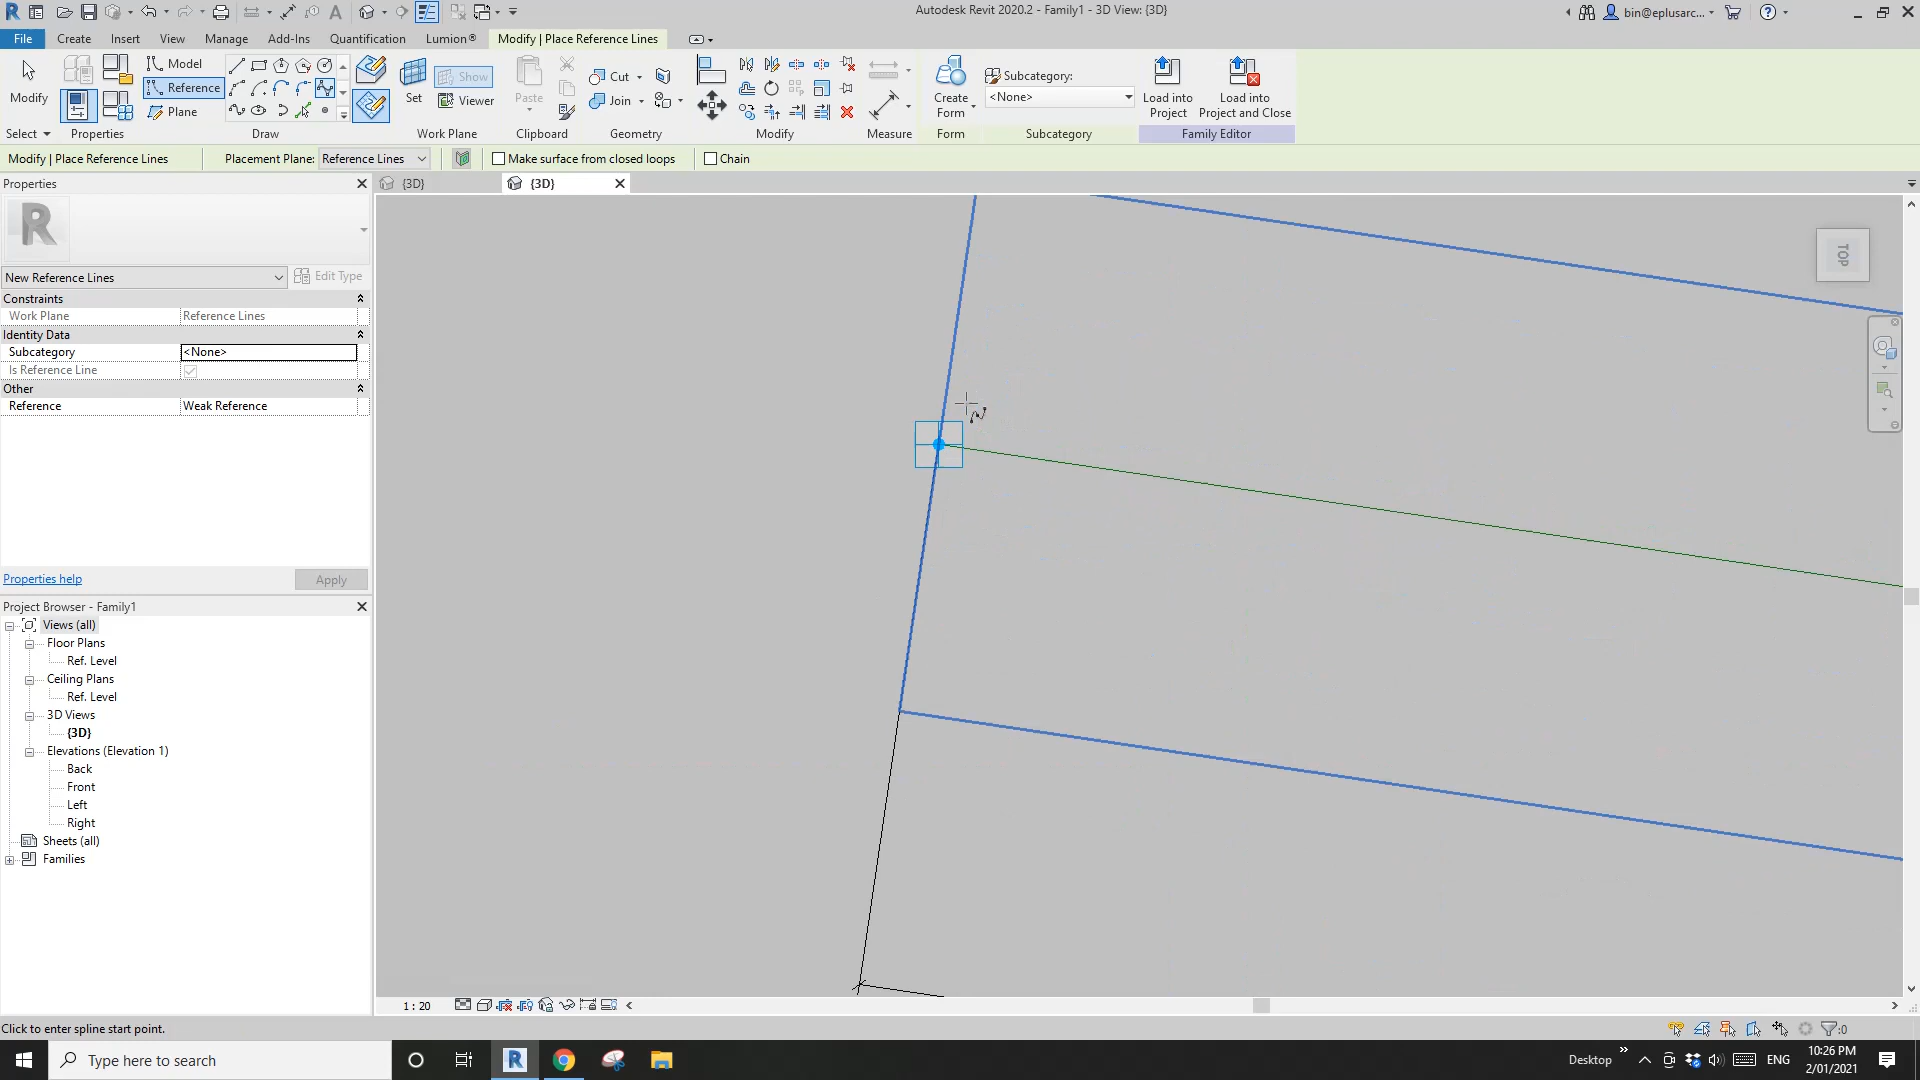 Autodesk Revit 2020.2 - Family1 - 3D View: {3D}
bin@eplusarc...
File
Create
Insert
View
Manage
Add-Ins
Quantification
Lumion®
Modify | Place Reference Lines
Modify
Model
Reference
Plane
Set
Show
Viewer
Paste
Cut
Join
Create
Form
Subcategory:
<None>
Load into
Project
Load into
Project and Close
Select
Properties
Draw
Work Plane
Clipboard
Geometry
Modify
Measure
Form
Subcategory
Family Editor
Modify | Place Reference Lines
Placement Plane:
Reference Lines
Make surface from closed loops
Chain
Properties
{3D}
{3D}
R
TOP
New Reference Lines
Edit Type
Constraints
Work Plane
Reference Lines
Identity Data
Subcategory
<None>
Is Reference Line
Other
Reference
Weak Reference
Properties help
Apply
Project Browser - Family1
Views (all)
Floor Plans
Ref. Level
Ceiling Plans
Ref. Level
3D Views
{3D}
Elevations (Elevation 1)
Back
Front
Left
Right
Sheets (all)
Families
1 : 20
Click to enter spline start point.
:0
Type here to search
Desktop
ENG
10:26 PM
2/01/2021